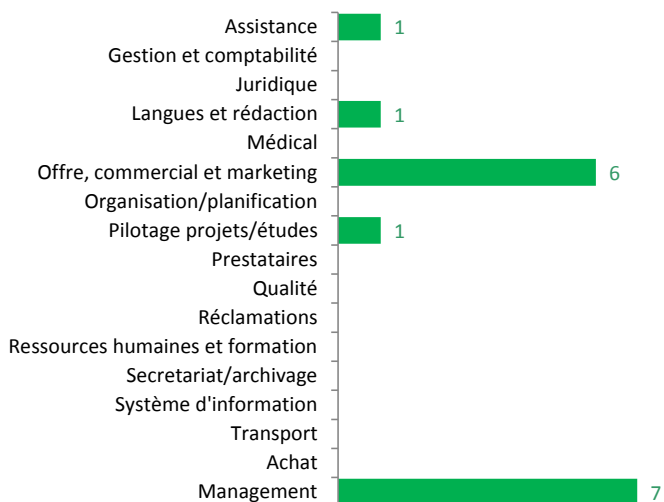 Assistance 1
Gestion et comptabilité
Juridique
Langues et rédaction 1
Médical
Offre, commercial et marketing 6
Organisation/planification
Pilotage projets/études 1
Prestataires
Qualité
Réclamations
Ressources humaines et formation
Secretariat/archivage
Système d'information
Transport
Achat
Management 7